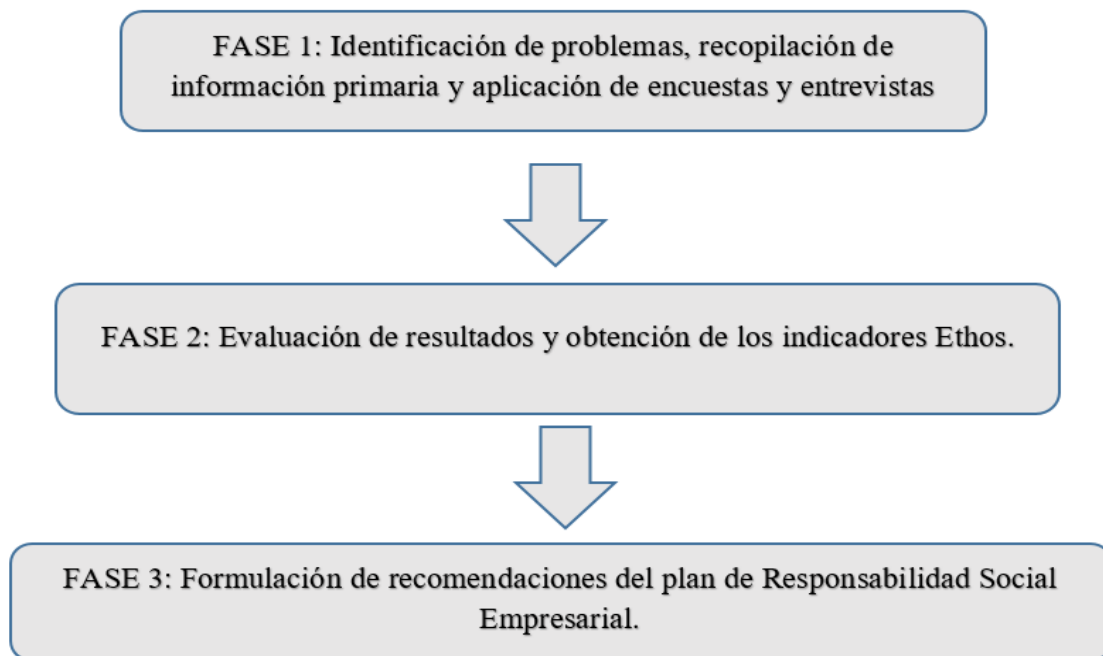 FASE 1: Identificación de problemas, recopilación de
información primaria y aplicación de encuestas y entrevistas
FASE 2: Evaluación de resultados y obtención de los indicadores Ethos.
FASE 3: Formulación de recomendaciones del plan de Responsabilidad Social
Empresarial.